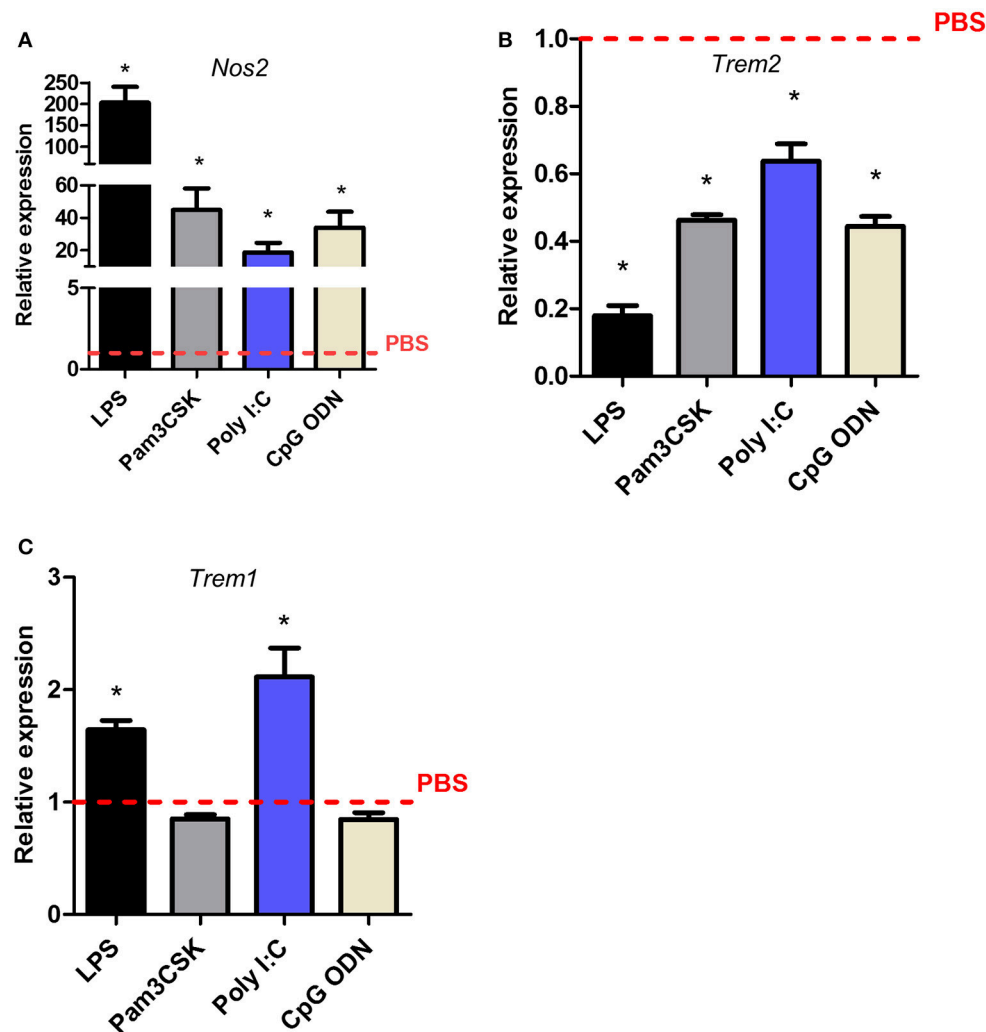 A
Nos2
Relative expression
250
200
150
100
60
40
20
5
0
*
*
*
*
PBS
LPS
Pam3CSK
Poly I:C
CpG ODN
B
PBS
Trem2
Relative expression
1.0
0.8
0.6
0.4
0.2
0.0
*
*
*
*
LPS
Pam3CSK
Poly I:C
CpG ODN
C
Trem1
Relative expression
3
2
1
0
*
*
PBS
LPS
Pam3CSK
Poly I:C
CpG ODN